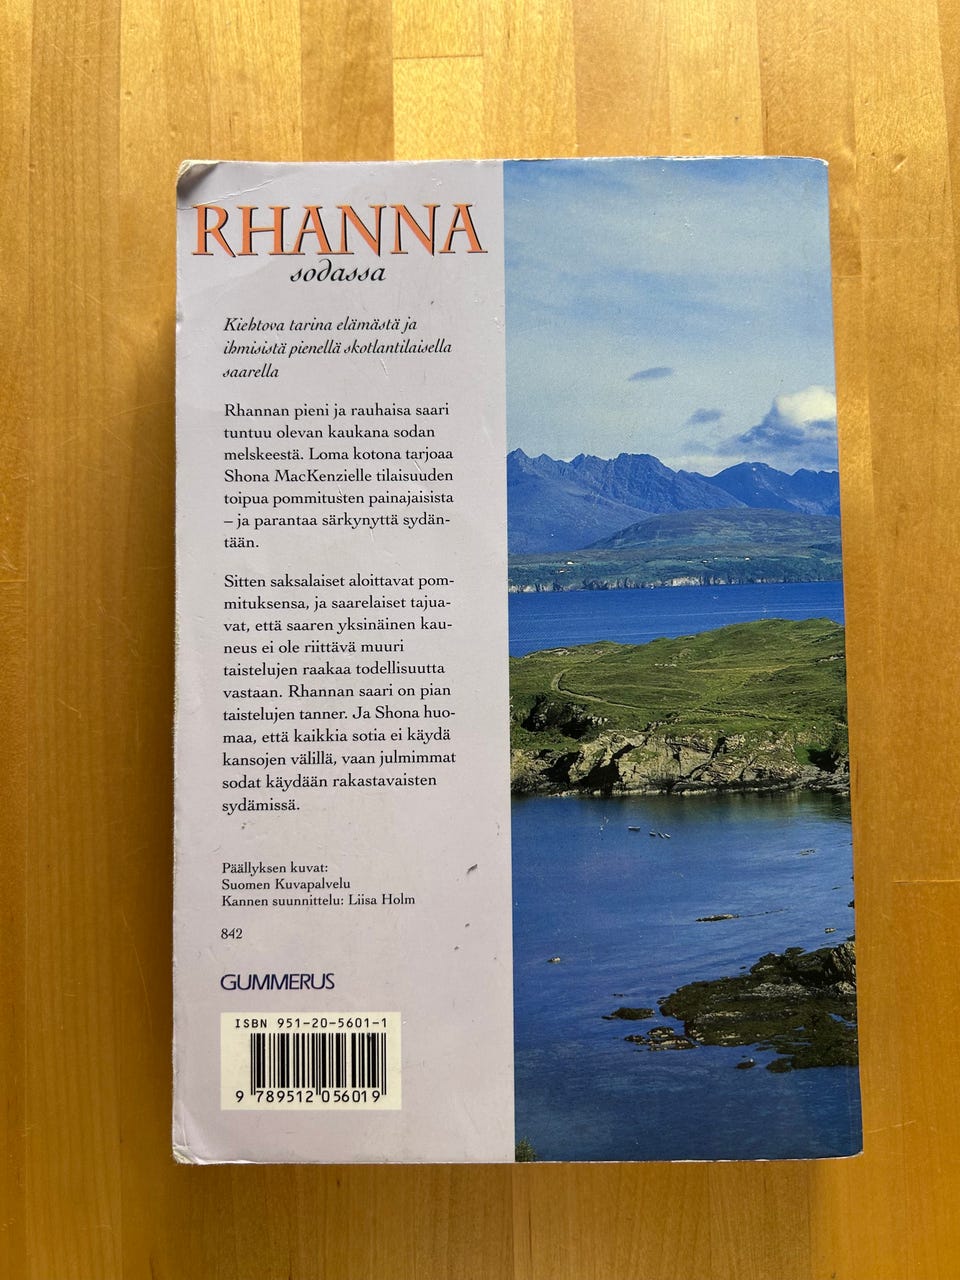 RHANNA
sodassa
Kiehtova tarina elämästä ja
ihmisistä pienellä skotlantilaisella
saarella
Rhannan pieni ja rauhaisa saari
tuntuu olevan kaukana sodan
melskeestä. Loma kotona tarjoaa
Shona MacKenzielle tilaisuuden
toipua pommitusten painajaisista
– ja parantaa särkynyttä sydän-
tään.
Sitten saksalaiset aloittavat pom-
mituksensa, ja saarelaiset tajua-
vat, että saaren yksinäinen kau-
neus ei ole riittävä muuri
taistelujen raakaa todellisuutta
vastaan. Rhannan saari on pian
taistelujen tanner. Ja Shona huo-
maa, että kaikkia sotia ei käydä
kansojen välillä, vaan julmimmat
sodat käydään rakastavaisten
sydämissä.
Päällyksen kuvat:
Suomen Kuvapalvelu
Kannen suunnittelu: Liisa Holm
842
GUMMERUS
ISBN 951-20-5601-1
9 789512 056019